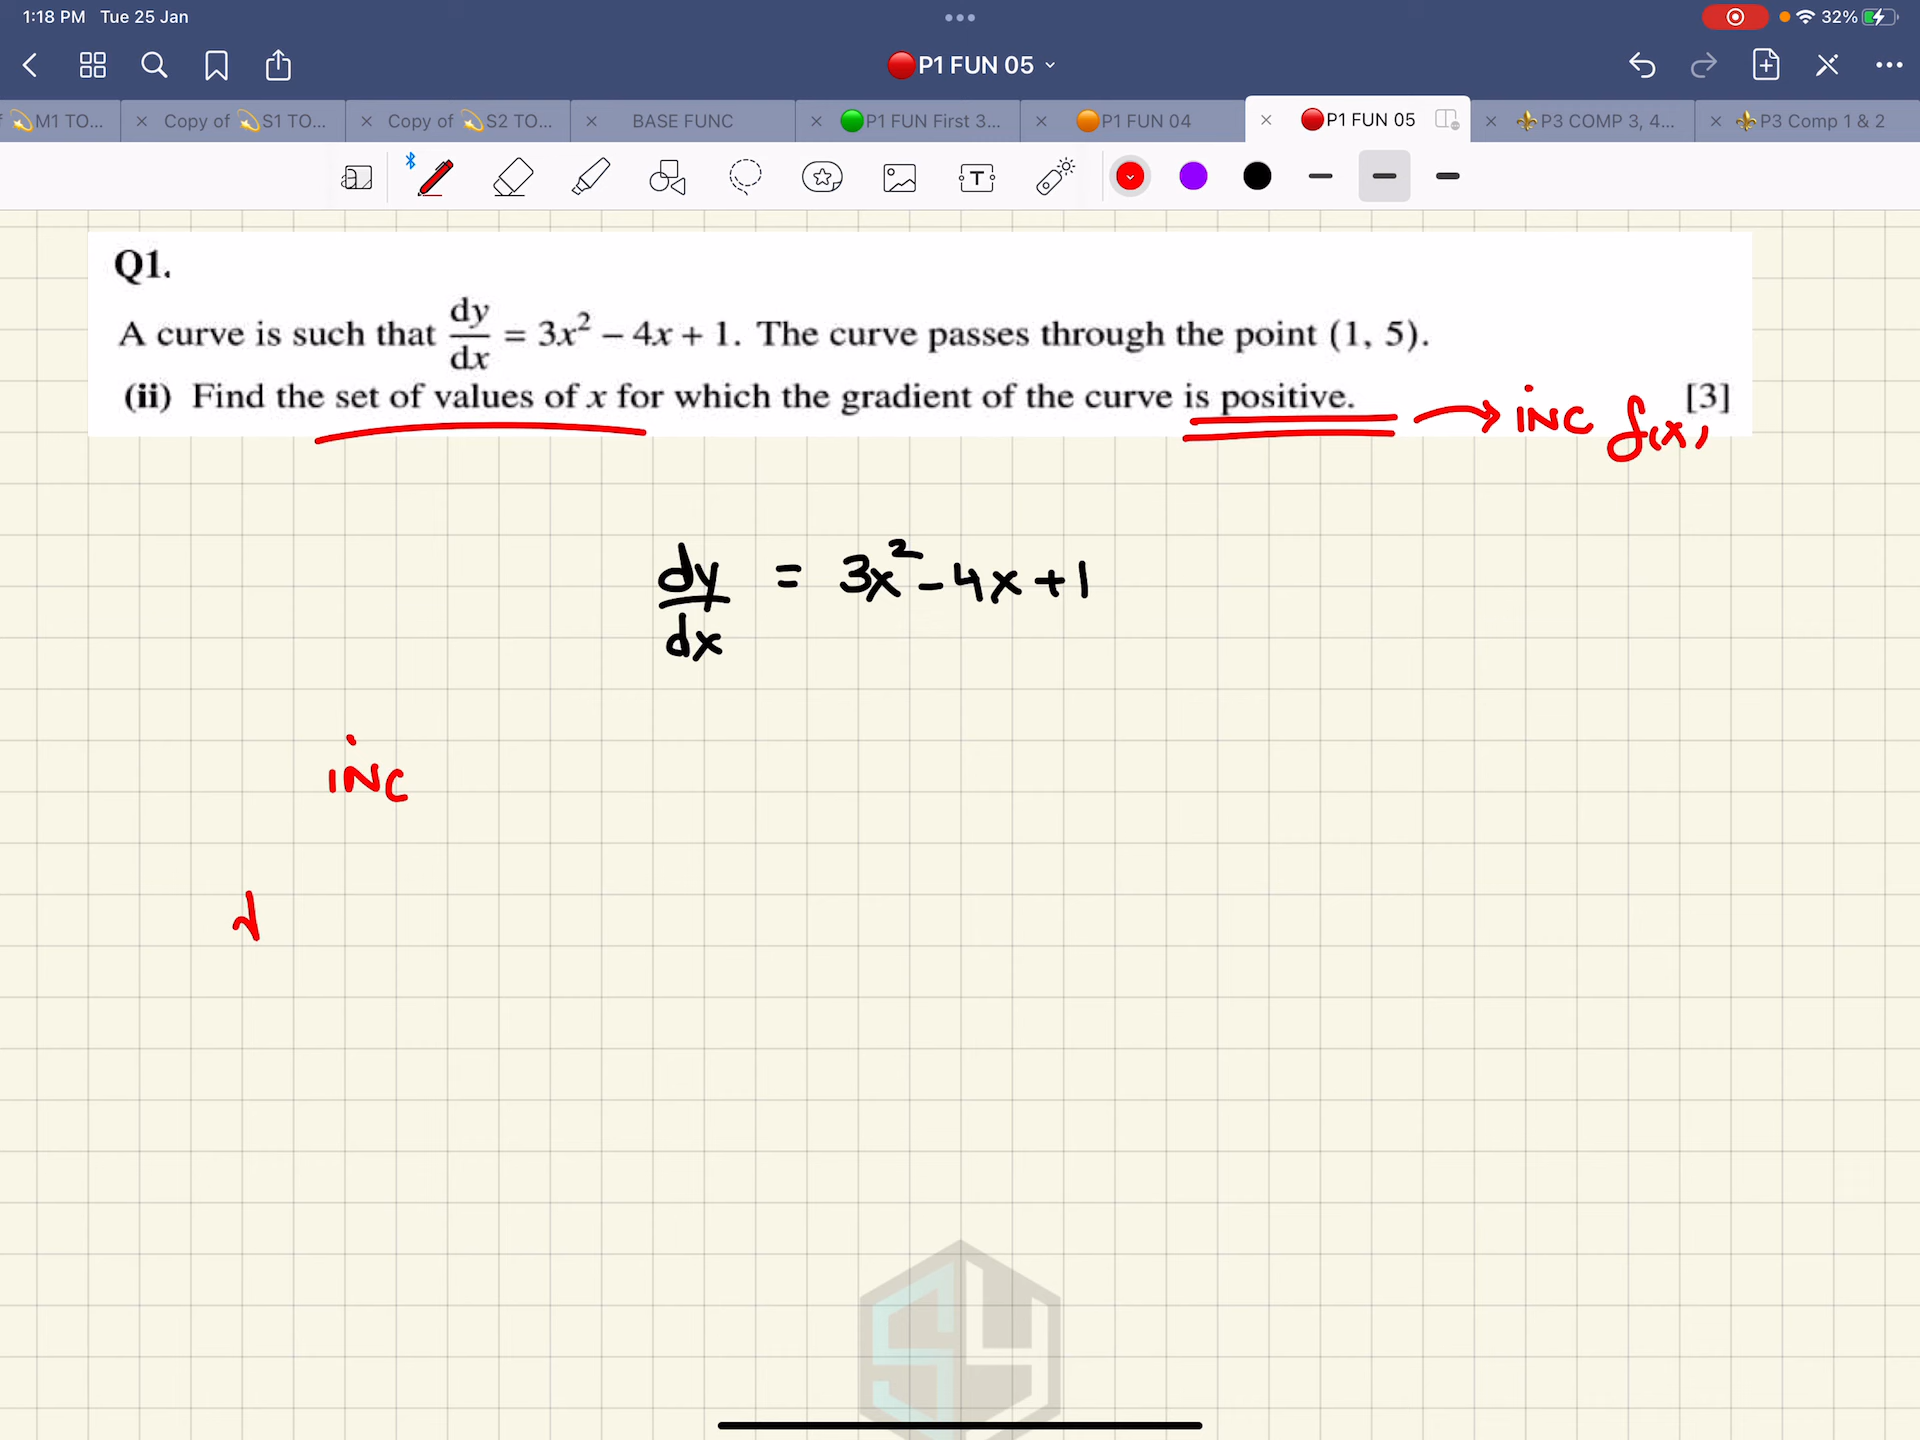 1:18 PM Tue 25 Jan
32%
P1 FUN 05
M1 TO...
Copy of S1 TO...
Copy of S2 TO...
BASE FUNC
P1 FUN First 3...
P1 FUN 04
P1 FUN 05
P3 COMP 3, 4...
P3 Comp 1 & 2
Q1.
A curve is such that dy/dx = 3x² – 4x + 1. The curve passes through the point (1, 5).
(ii) Find the set of values of x for which the gradient of the curve is positive. [3]
→ inc f(x)
dy/dx = 3x² - 4x + 1
inc